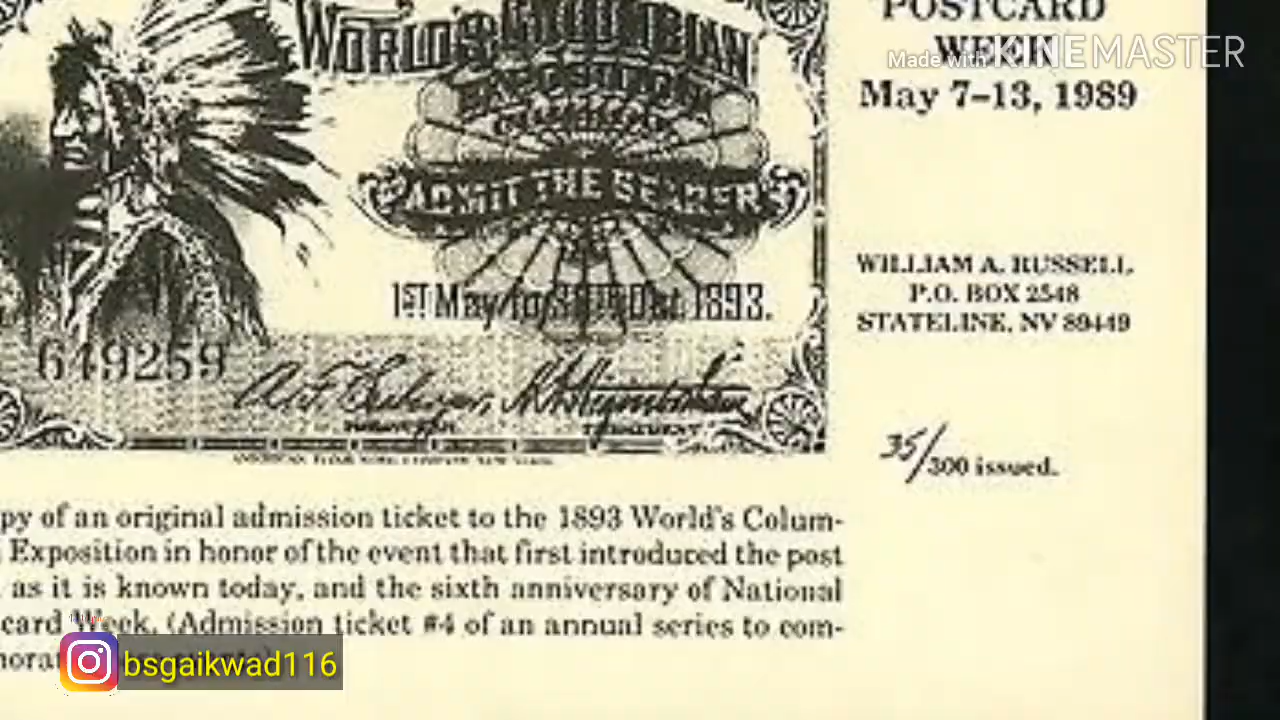 POSTCARD
WEEK
Made with KINEMASTER
May 7-13, 1989
WORLD'S COLUMBIAN
EXPOSITION
ADMIT THE BEARER
1ST May to 30TH Oct. 1893.
649259
PRESIDENT
WILLIAM A. RUSSELL
P.O. BOX 2548
STATELINE, NV 89449
35/300 issued.
py of an original admission ticket to the 1893 World's Colum-
Exposition in honor of the event that first introduced the post
as it is known today, and the sixth anniversary of National
card Week. (Admission ticket #4 of an annual series to com-
bsgaikwad116